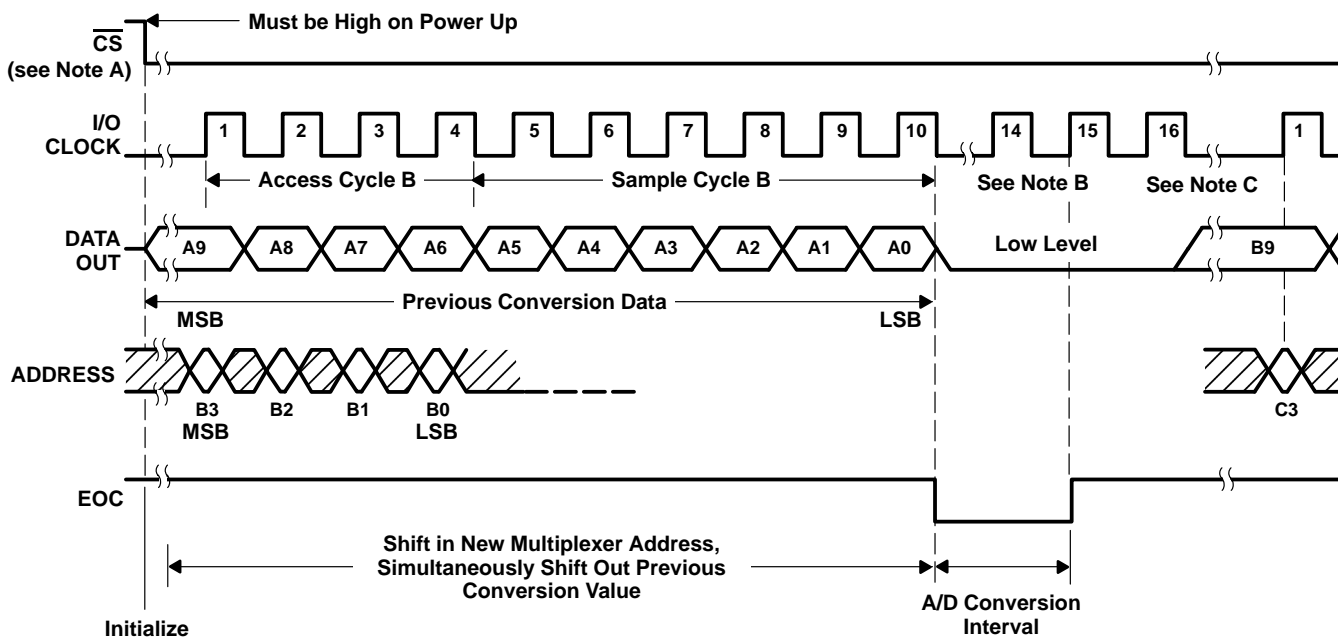 Must be High on Power Up
CS
(see Note A)
I/O
CLOCK
1 2 3 4 5 6 7 8 9 10 14 15 16 1
Access Cycle B
Sample Cycle B
See Note B
See Note C
DATA
OUT
A9 A8 A7 A6 A5 A4 A3 A2 A1 A0
Low Level
B9
Previous Conversion Data
MSB
LSB
ADDRESS
B3 B2 B1 B0
MSB
LSB
C3
EOC
Shift in New Multiplexer Address,
Simultaneously Shift Out Previous
Conversion Value
A/D Conversion
Interval
Initialize